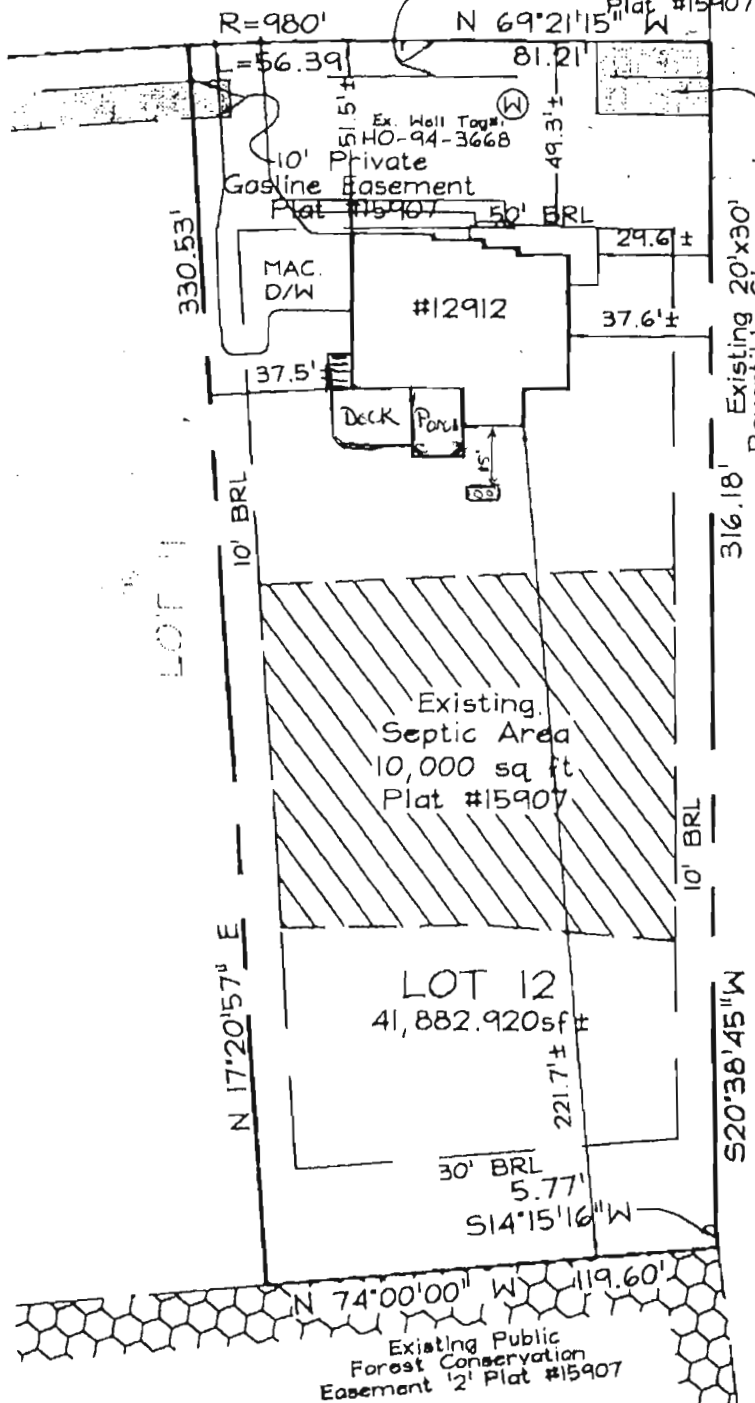 Plat #15907
R=980'
N 69°21'15" W
=56.39
81.21'
51.5'±
Ex. Well Tag#:
HO-94-3668
W
49.3'±
10' Private
Gasline Easement
Plat #15907
50' BRL
330.53'
MAC.
D/W
#12912
29.6'±
37.6'±
Existing 20'x30'
37.5'±
DECK
15'
316.18'
10' BRL
LOT 11
Existing
Septic Area
10,000 sq ft
Plat #15907
10' BRL
N 17°20'57" E
LOT 12
41,882.920sf±
221.7'±
S20°38'45"W
30' BRL
5.77'
S14°15'16"W
N 74°00'00" W
119.60'
Existing Public
Forest Conservation
Easement '2' Plat #15907